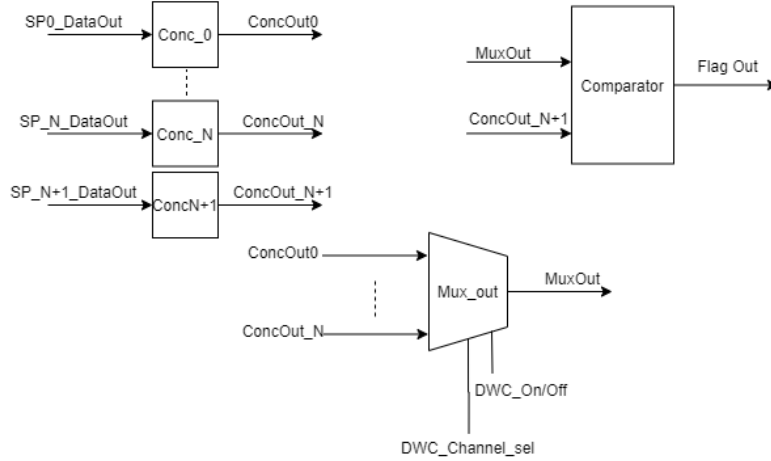 SP0_DataOut
Conc_0
ConcOut0
SP_N_DataOut
Conc_N
ConcOut_N
SP_N+1_DataOut
ConcN+1
ConcOut_N+1
MuxOut
ConcOut_N+1
Comparator
Flag Out
ConcOut0
ConcOut_N
Mux_out
MuxOut
DWC_On/Off
DWC_Channel_sel